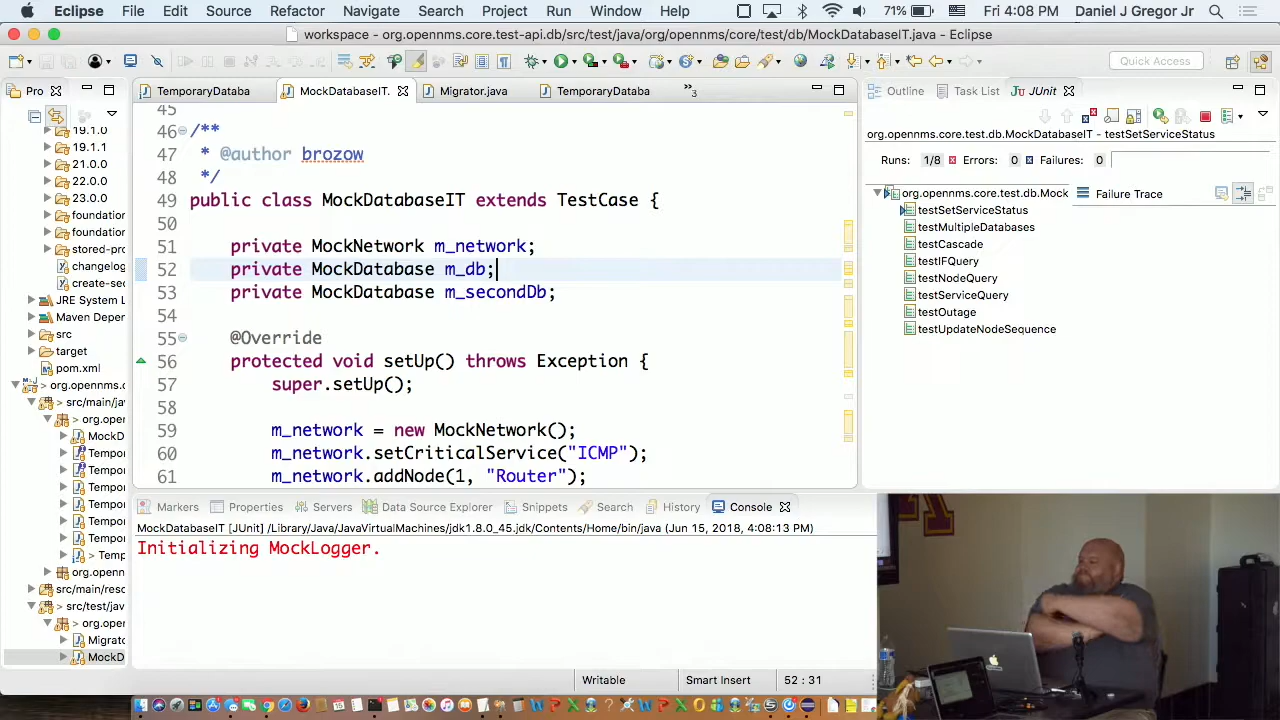 Eclipse File Edit Source Refactor Navigate Search Project Run Window Help 71% Fri 4:08 PM Daniel J Gregor Jr
workspace - org.opennms.core.test-api.db/src/test/java/org/opennms/core/test/db/MockDatabaseIT.java - Eclipse
Quick Access
Pro
TemporaryDataba MockDatabaseIT. Migrator.java TemporaryDataba »3
Outline Task List JUnit
19.1.0
19.1.1
21.0.0
22.0.0
23.0.0
foundation
foundation
stored-pro
changelog
create-sec
JRE System L
Maven Depen
src
target
pom.xml
org.opennms.c
src/main/jav
org.oper
MockD
Tempo
Tempo
Tempo
Tempo
Tempo
Tempo
> Temp
org.openn
src/main/reso
src/test/jav
org.oper
Migrato
MockD
45
46 /**
47 * @author brozow
48 */
49 public class MockDatabaseIT extends TestCase {
50
51 private MockNetwork m_network;
52 private MockDatabase m_db;
53 private MockDatabase m_secondDb;
54
55 @Override
56 protected void setUp() throws Exception {
57 super.setUp();
58
59 m_network = new MockNetwork();
60 m_network.setCriticalService("ICMP");
61 m_network.addNode(1, "Router");
org.opennms.core.test.db.MockDatabaseIT - testSetServiceStatus
Runs: 1/8 Errors: 0 Failures: 0
org.opennms.core.test.db.Mock
testSetServiceStatus
testMultipleDatabases
testCascade
testIFQuery
testNodeQuery
testServiceQuery
testOutage
testUpdateNodeSequence
Failure Trace
Markers Properties Servers Data Source Explorer Snippets Search History Console
MockDatabaseIT [JUnit] /Library/Java/JavaVirtualMachines/jdk1.8.0_45.jdk/Contents/Home/bin/java (Jun 15, 2018, 4:08:13 PM)
Initializing MockLogger.
Writable Smart Insert 52 : 31